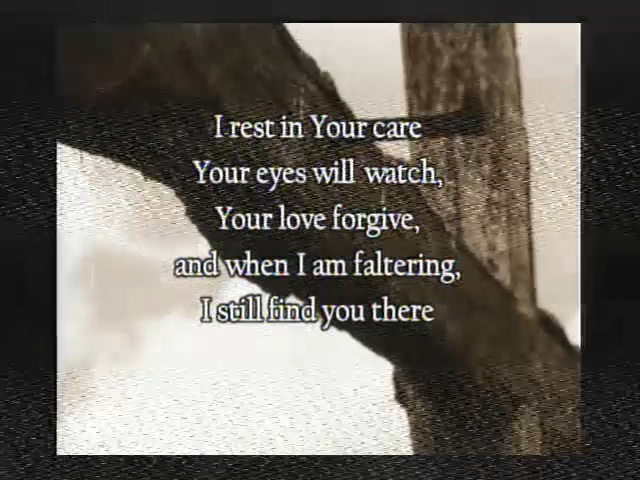 I rest in Your care
Your eyes will watch,
Your love forgive,
and when I am faltering,
I still find you there